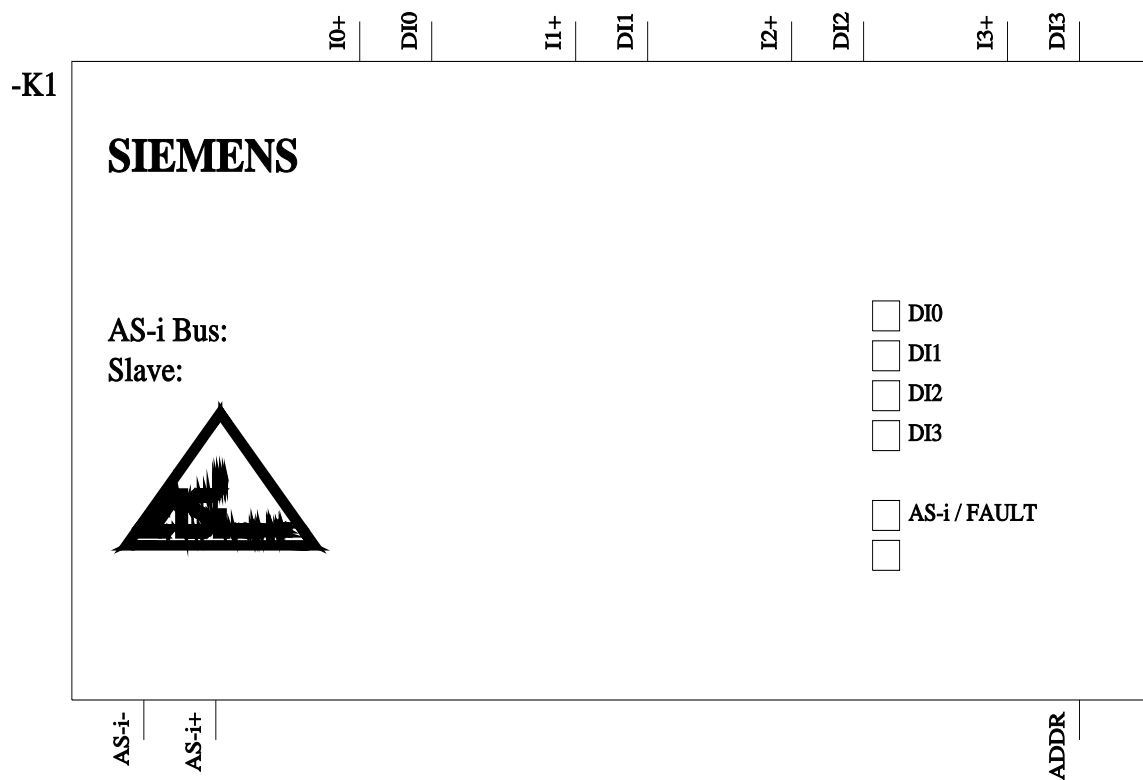 I0+ DI0 I1+ DI1 I2+ DI2 I3+ DI3
-K1
SIEMENS
AS-i Bus:
Slave:
DI0
DI1
DI2
DI3
AS-i / FAULT
AS-i- AS-i+ ADDR